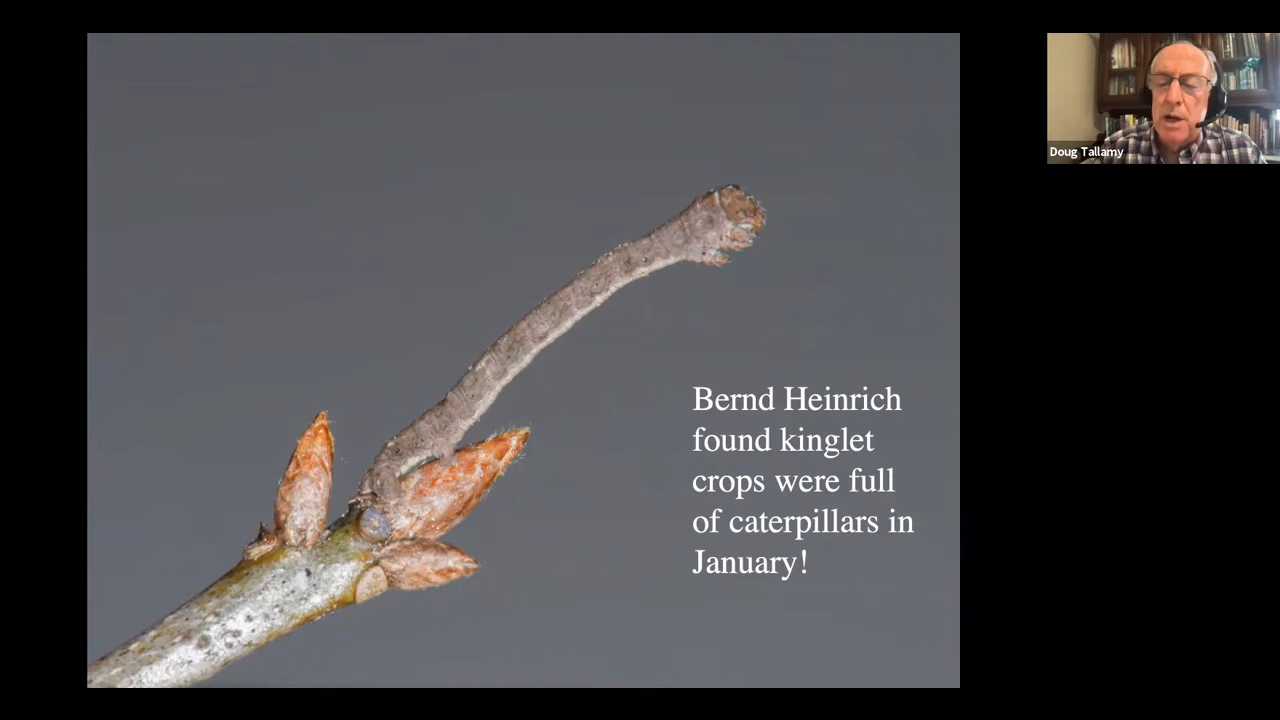 Doug Tallamy
Bernd Heinrich
found kinglet
crops were full
of caterpillars in
January!